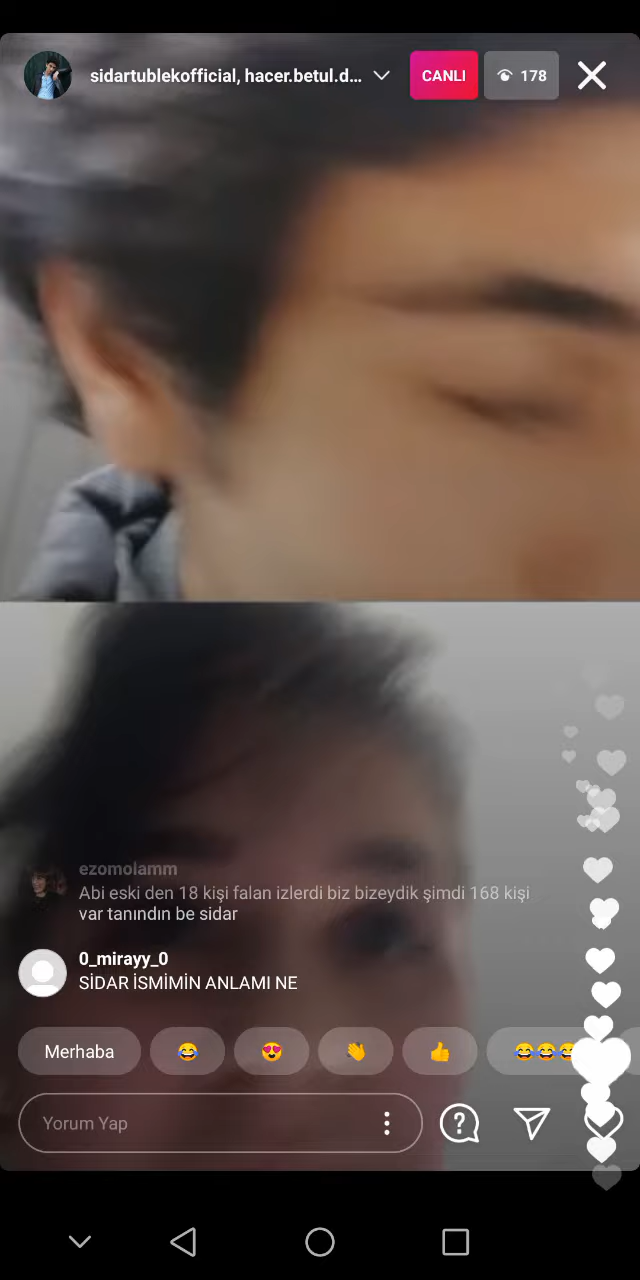 sidartublekofficial, hacer.betul.d...
CANLI
178
ezomolamm
Abi eski den 18 kişi falan izlerdi biz bizeydik şimdi 168 kişi
var tanındın be sidar
0_mirayy_0
SİDAR İSMİMİN ANLAMI NE
Merhaba
Yorum Yap